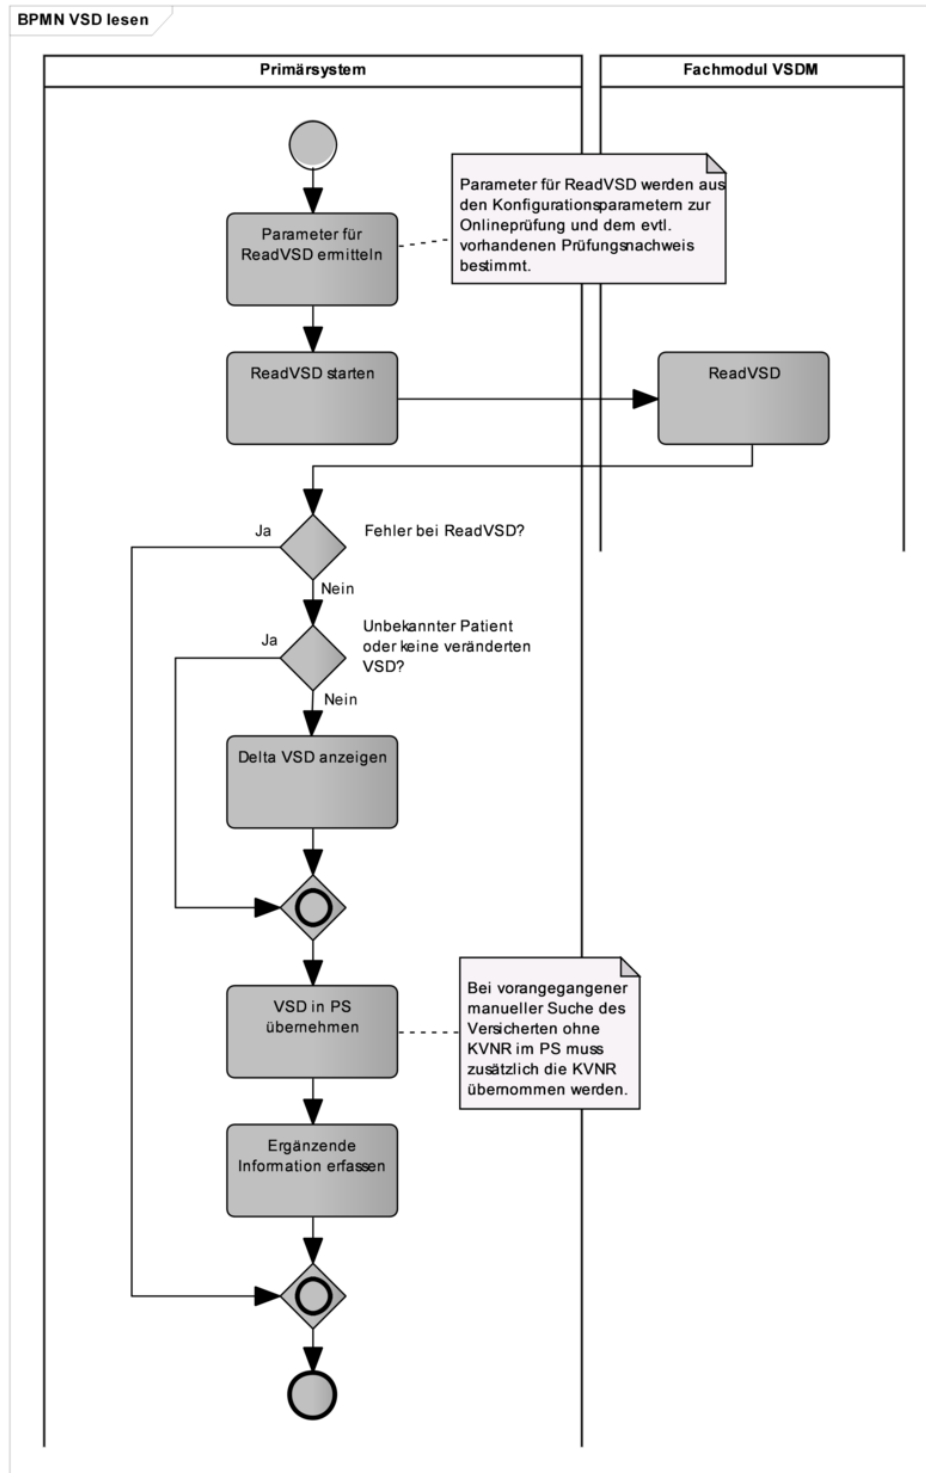 BPMN VSD lesen
Primärsystem
Fachmodul VSDM
Parameter für ReadVSD werden aus
den Konfigurationsparametern zur
Onlineprüfung und dem evtl.
vorhandenen Prüfungsnachweis
bestimmt.
Parameter für
ReadVSD ermitteln
ReadVSD starten
ReadVSD
Ja
Fehler bei ReadVSD?
Nein
Ja
Unbekannter Patient
oder keine veränderten
VSD?
Nein
Delta VSD anzeigen
VSD in PS
übernehmen
Bei vorangegangener
manueller Suche des
Versicherten ohne
KVNR im PS muss
zusätzlich die KVNR
übernommen werden.
Ergänzende
Information erfassen